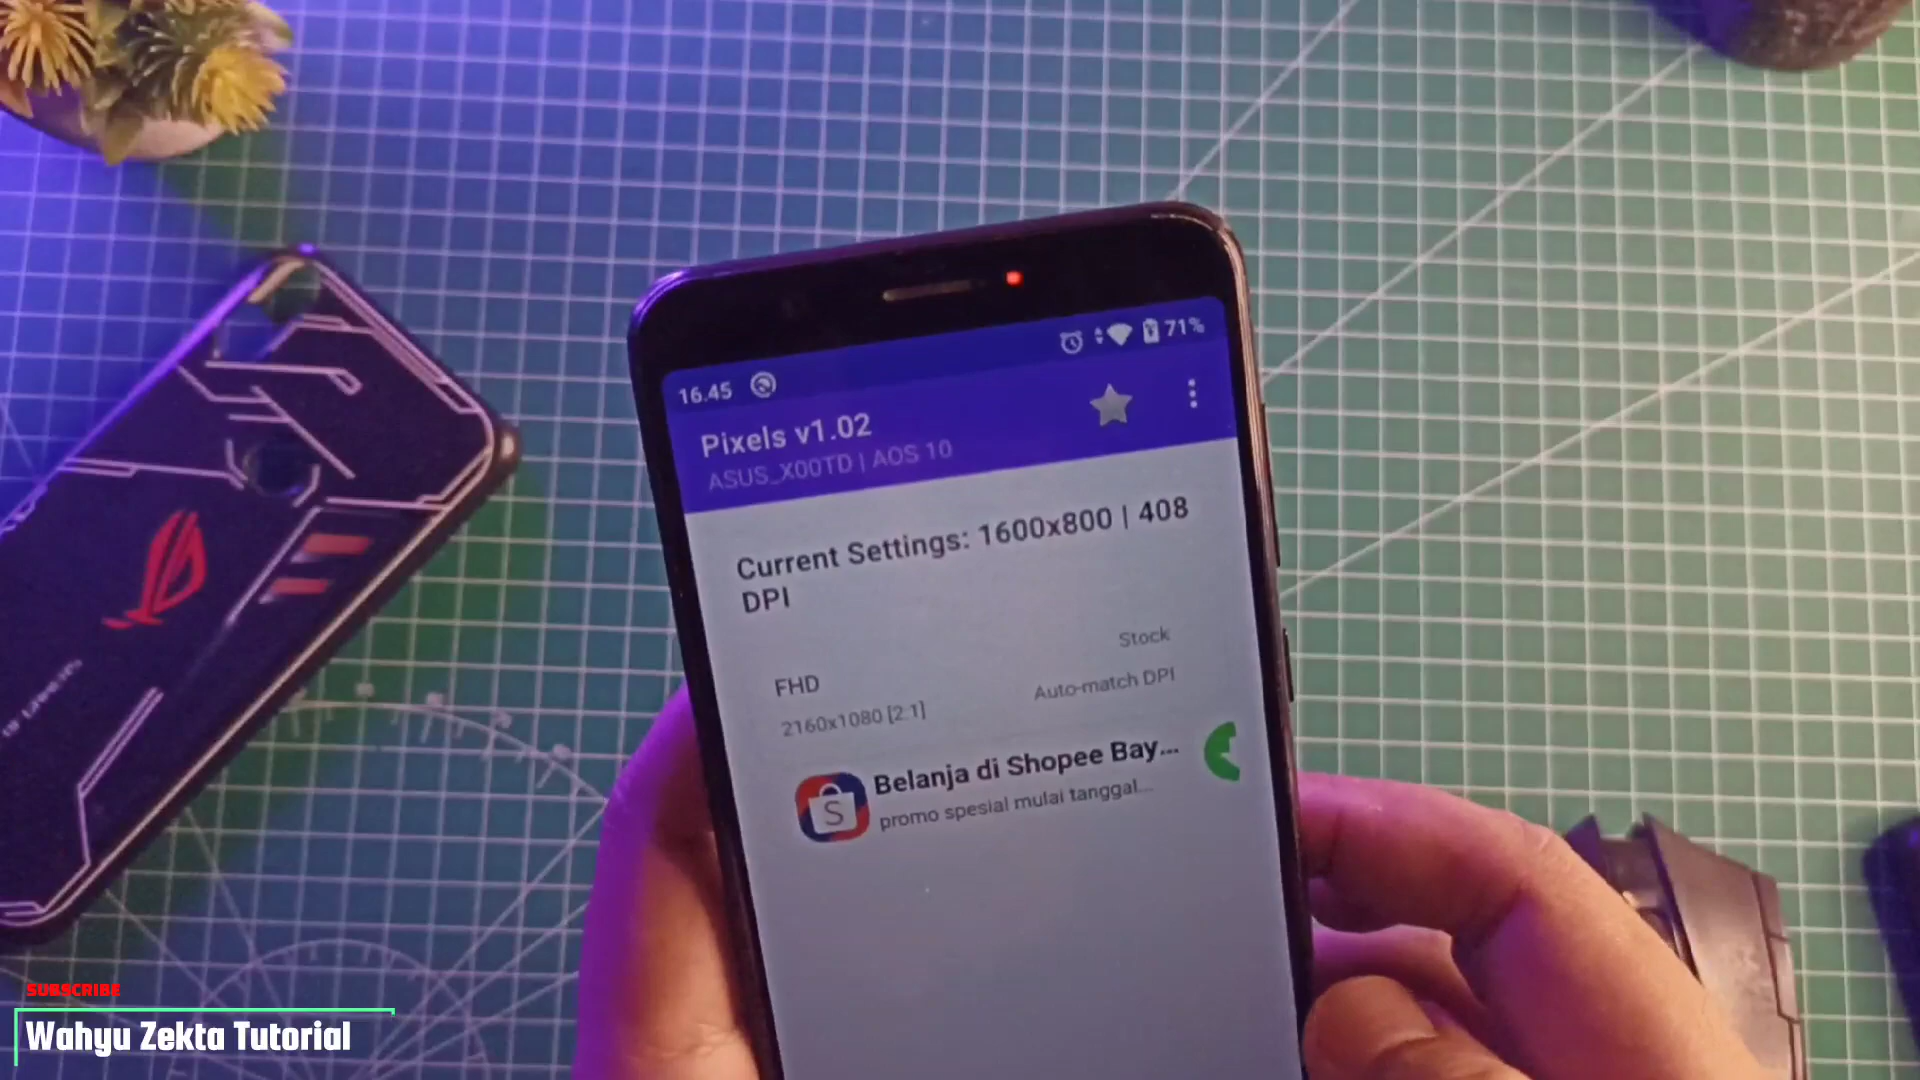 16.45
71%
Pixels v1.02
ASUS_X00TD | AOS 10
Current Settings: 1600x800 | 408
DPI
Stock
FHD
Auto-match DPI
2160x1080 [2:1]
Belanja di Shopee Bay...
promo spesial mulai tanggal...
SUBSCRIBE
Wahyu Zekta Tutorial